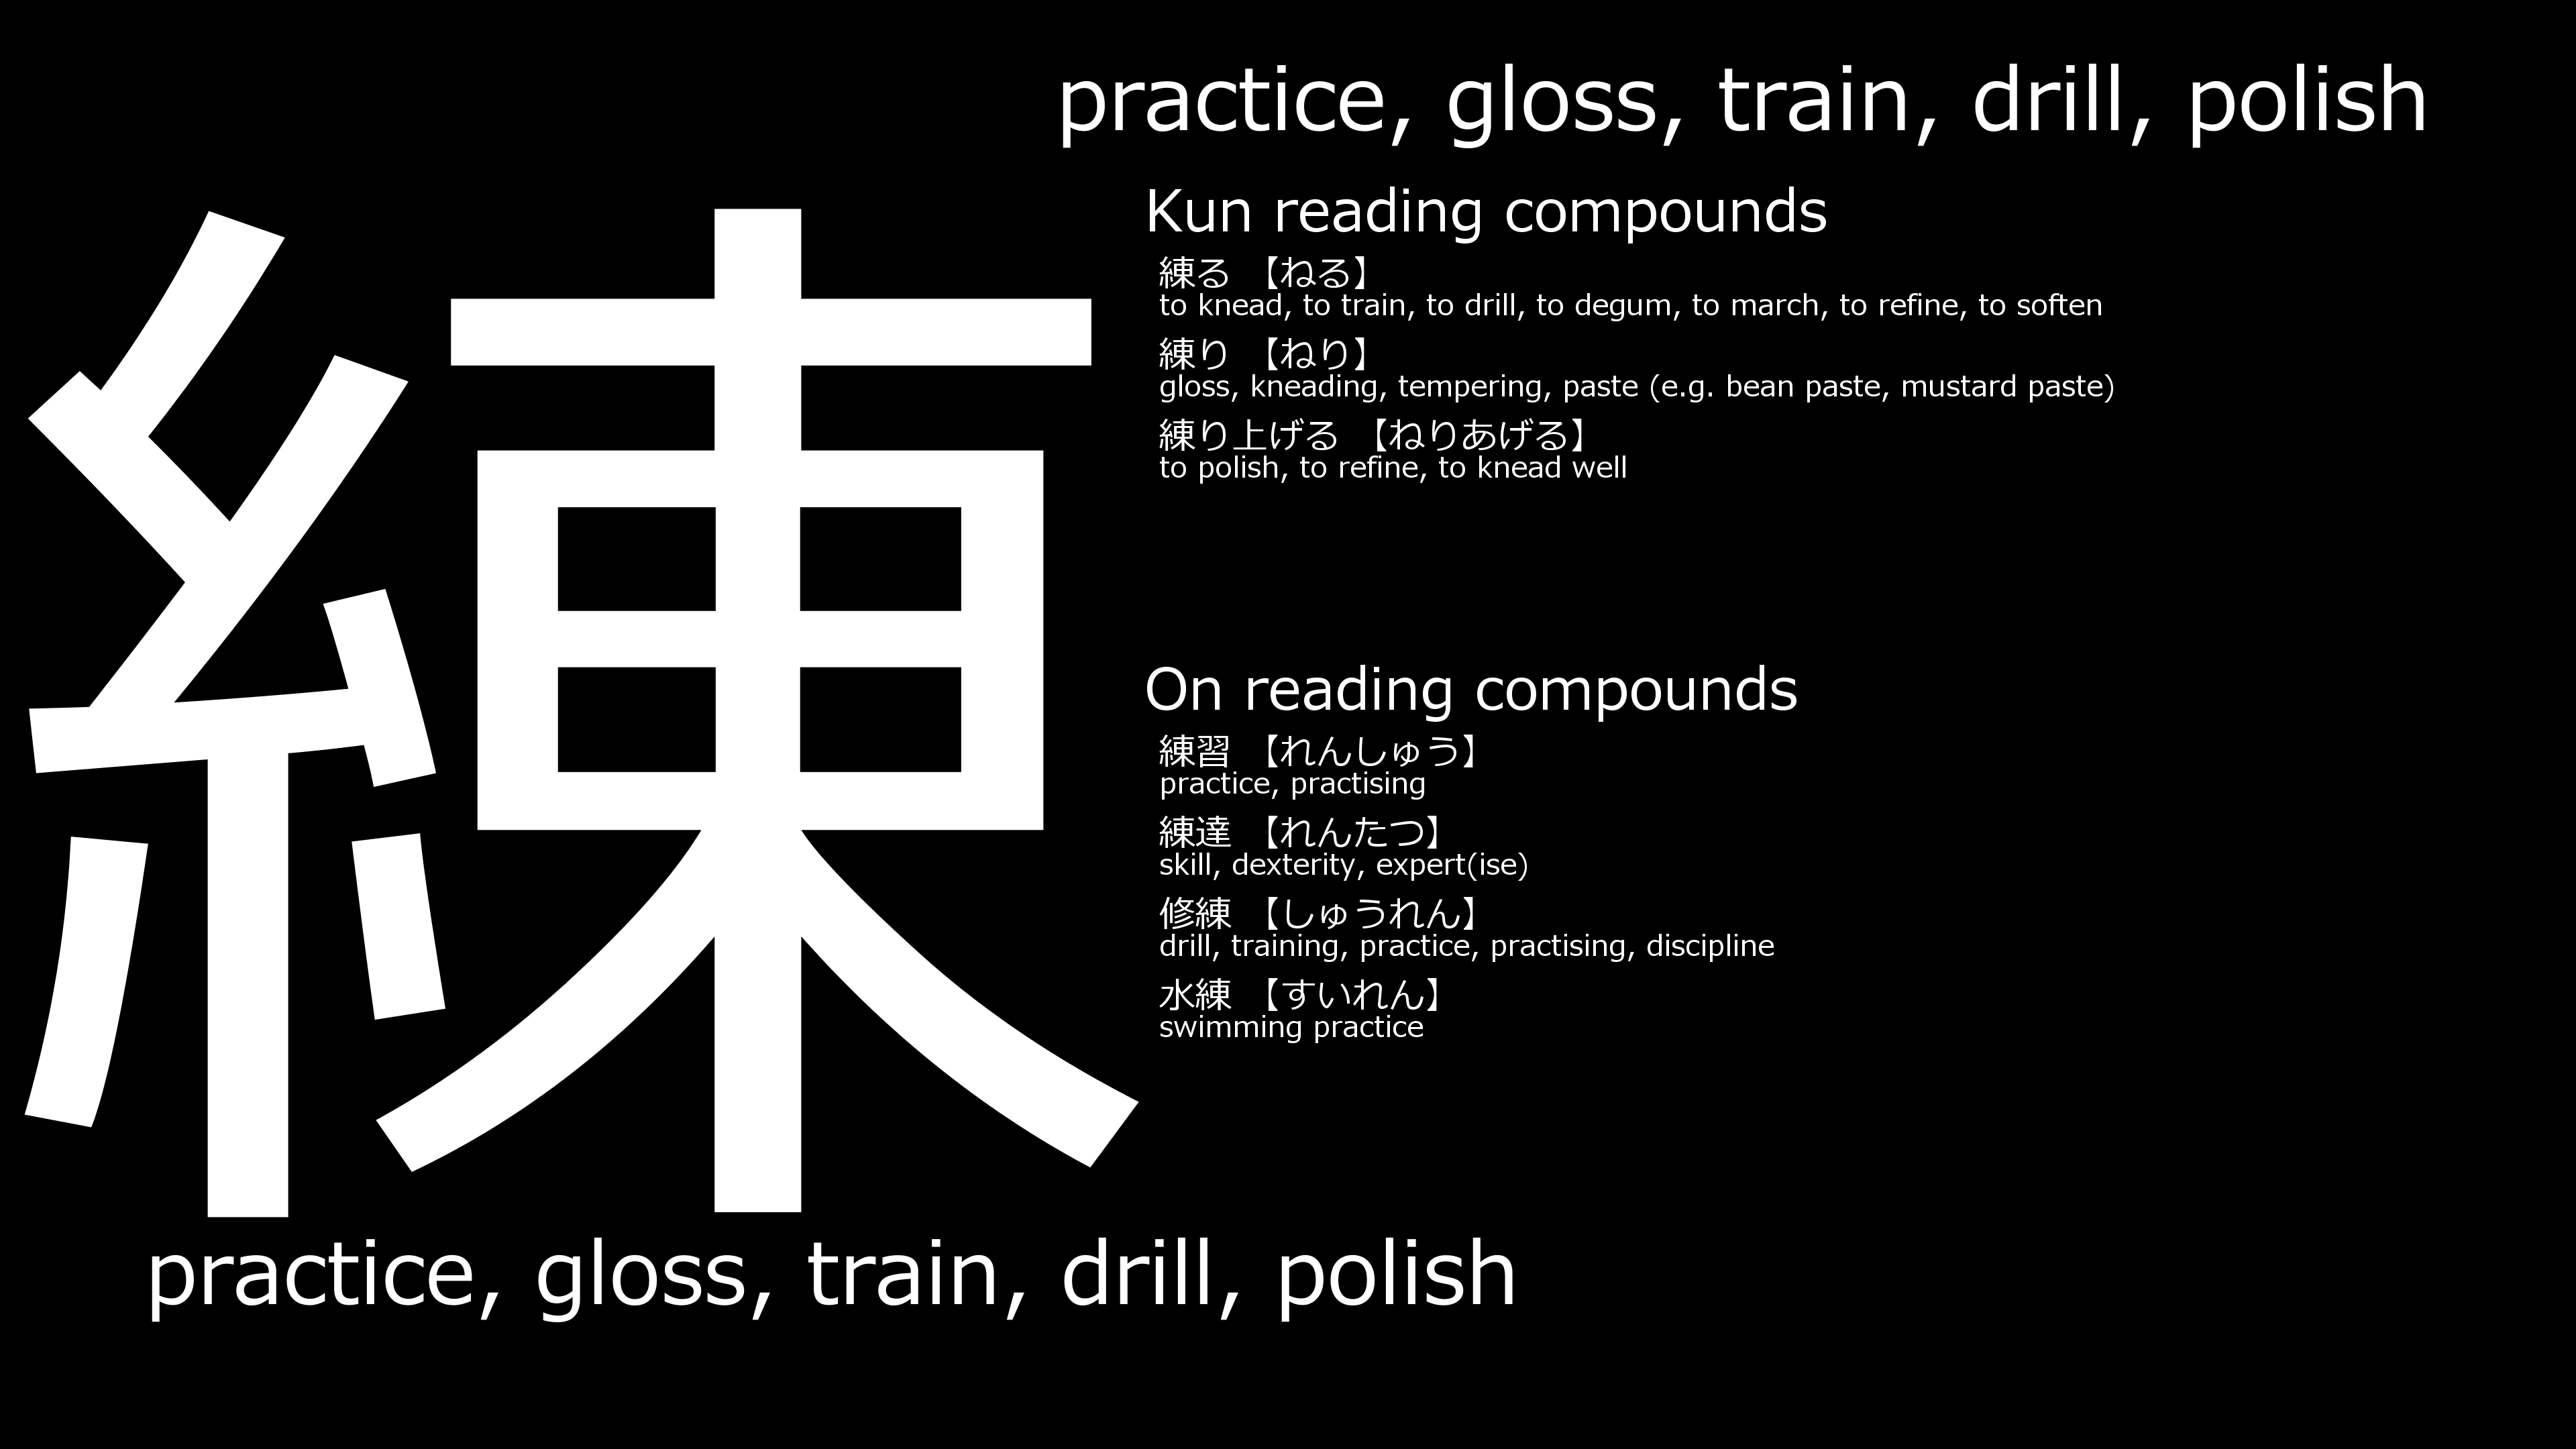 practice, gloss, train, drill, polish
練
Kun reading compounds
練る 【ねる】
to knead, to train, to drill, to degum, to march, to refine, to soften
練り 【ねり】
gloss, kneading, tempering, paste (e.g. bean paste, mustard paste)
練り上げる 【ねりあげる】
to polish, to refine, to knead well
On reading compounds
練習 【れんしゅう】
practice, practising
練達 【れんたつ】
skill, dexterity, expert(ise)
修練 【しゅうれん】
drill, training, practice, practising, discipline
水練 【すいれん】
swimming practice
practice, gloss, train, drill, polish